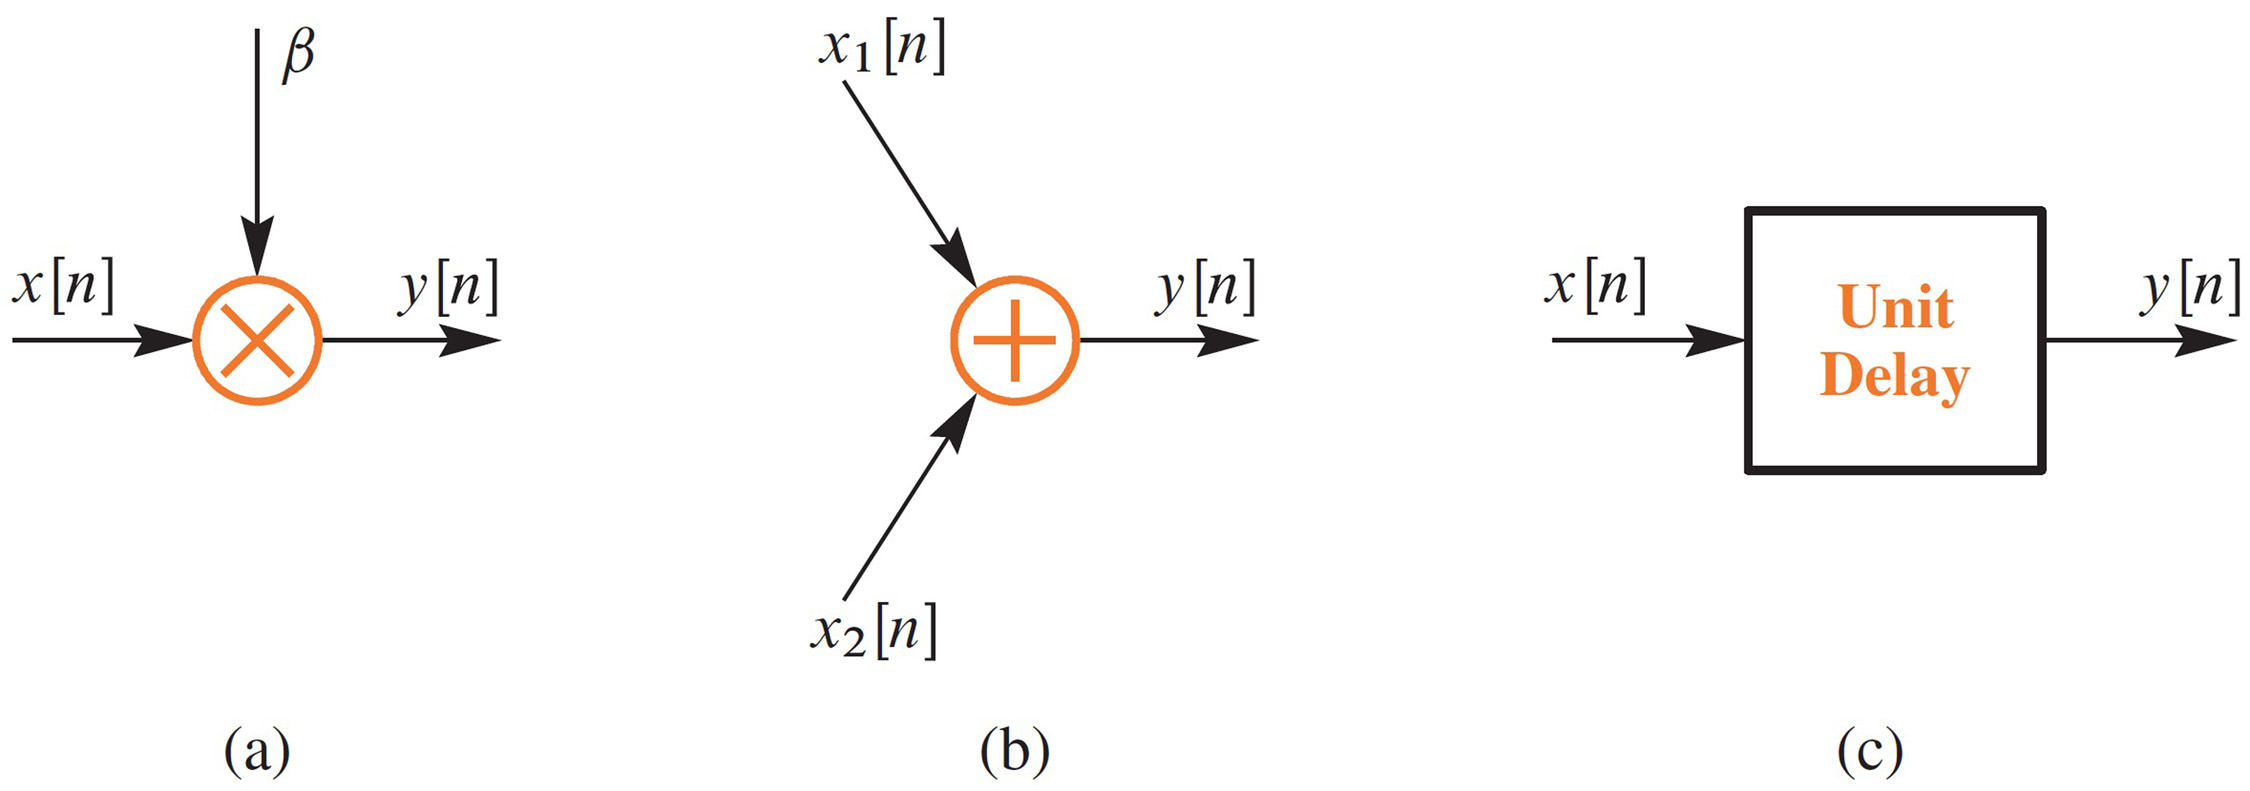 β
x[n]
y[n]
x₁[n]
y[n]
x₂[n]
x[n]
Unit
Delay
y[n]
(a)
(b)
(c)